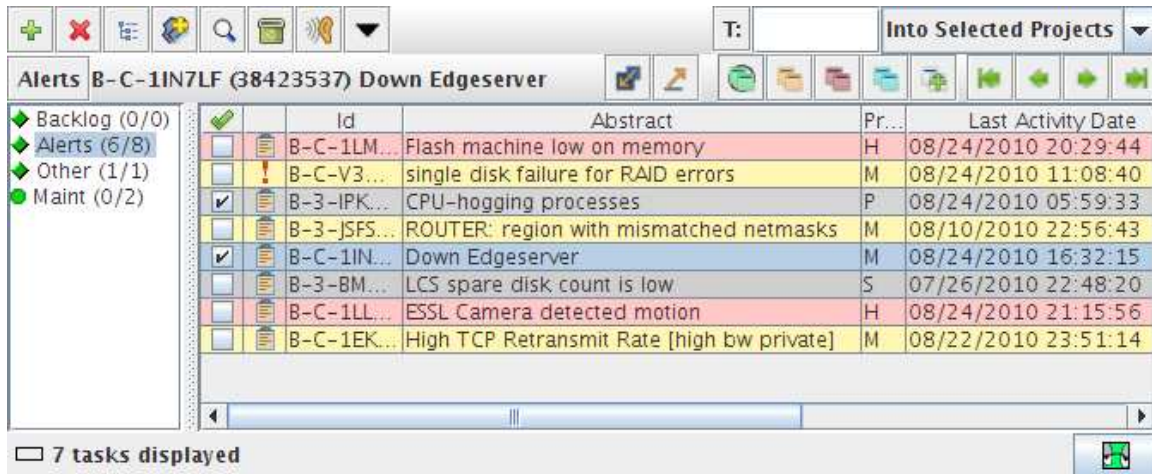 T: Into Selected Projects
Alerts B-C-1IN7LF (38423537) Down Edgeserver
Backlog (0/0)
Alerts (6/8)
Other (1/1)
Maint (0/2)
Id Abstract Pr... Last Activity Date
B-C-1LM... Flash machine low on memory H 08/24/2010 20:29:44
B-C-V3... single disk failure for RAID errors M 08/24/2010 11:08:40
B-3-IPK... CPU-hogging processes P 08/24/2010 05:59:33
B-3-JSFS... ROUTER: region with mismatched netmasks M 08/10/2010 22:56:43
B-C-1IN... Down Edgeserver M 08/24/2010 16:32:15
B-3-BM... LCS spare disk count is low S 07/26/2010 22:48:20
B-C-1LL... ESSL Camera detected motion H 08/24/2010 21:15:56
B-C-1EK... High TCP Retransmit Rate [high bw private] M 08/22/2010 23:51:14
7 tasks displayed